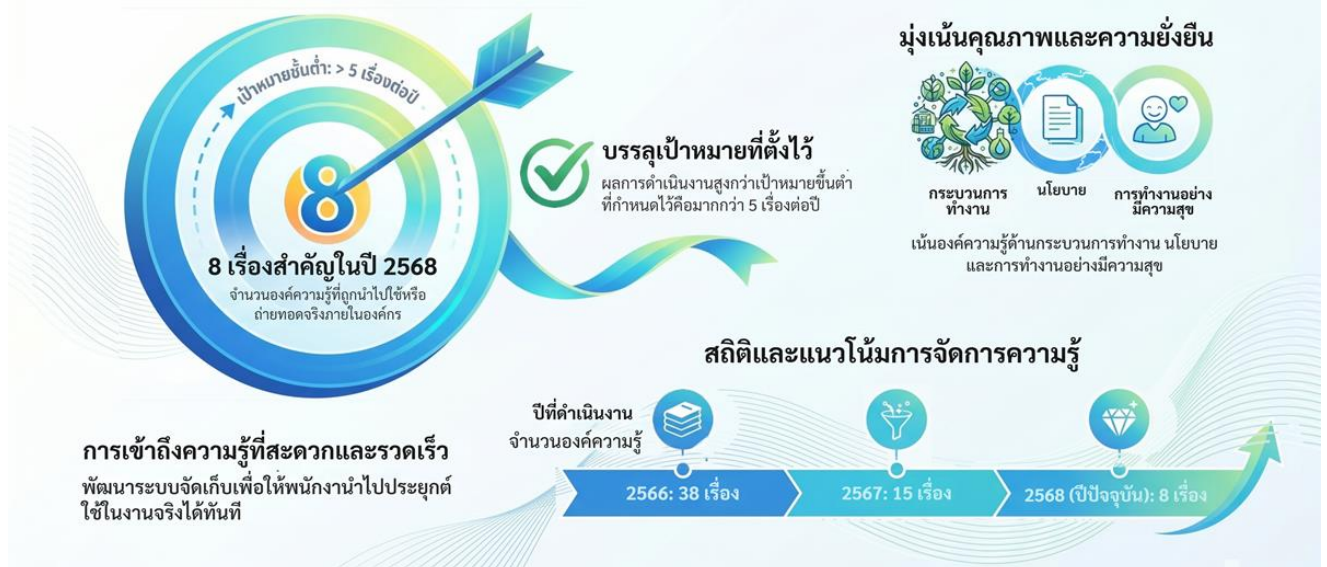 เป้าหมายขั้นต่ำ: > 5 เรื่องต่อปี
8
8 เรื่องสำคัญในปี 2568
จำนวนองค์ความรู้ที่ถูกนำไปใช้หรือ
ถ่ายทอดจริงภายในองค์กร
บรรลุเป้าหมายที่ตั้งไว้
ผลการดำเนินงานสูงกว่าเป้าหมายขั้นต่ำ
ที่กำหนดไว้คือมากกว่า 5 เรื่องต่อปี
มุ่งเน้นคุณภาพและความยั่งยืน
กระบวนการ
ทำงาน
นโยบาย
การทำงานอย่าง
มีความสุข
เน้นองค์ความรู้ด้านกระบวนการทำงาน นโยบาย
และการทำงานอย่างมีความสุข
การเข้าถึงความรู้ที่สะดวกและรวดเร็ว
พัฒนาระบบจัดเก็บเพื่อให้พนักงานำไปประยุกต์
ใช้ในงานจริงได้ทันที
สถิติและแนวโน้มการจัดการความรู้
ปีที่ดำเนินงาน
จำนวนองค์ความรู้
2566: 38 เรื่อง
2567: 15 เรื่อง
2568 (ปีปัจจุบัน): 8 เรื่อง